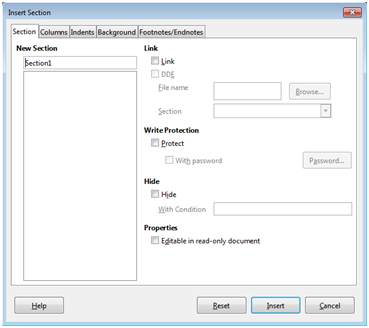 Insert Section
Section Columns Indents Background Footnotes/Endnotes
New Section
Section1
Link
Link
DDE
File name
Browse...
Section
Write Protection
Protect
With password
Password...
Hide
Hide
With Condition
Properties
Editable in read-only document
Help Reset Insert Cancel